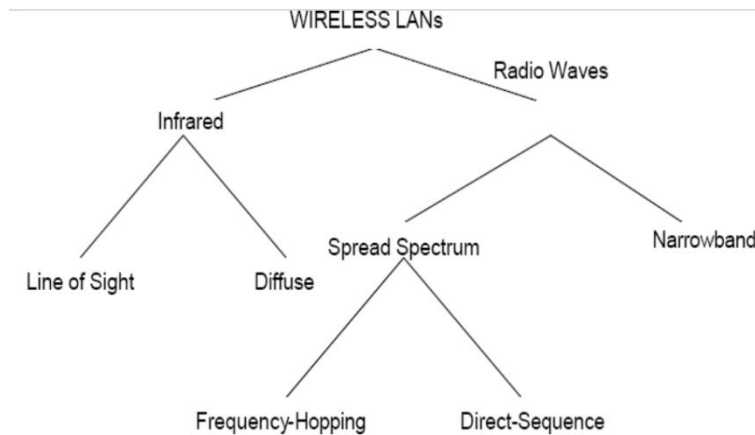 WIRELESS LANs
Radio Waves
Infrared
Spread Spectrum
Narrowband
Line of Sight
Diffuse
Frequency-Hopping
Direct-Sequence